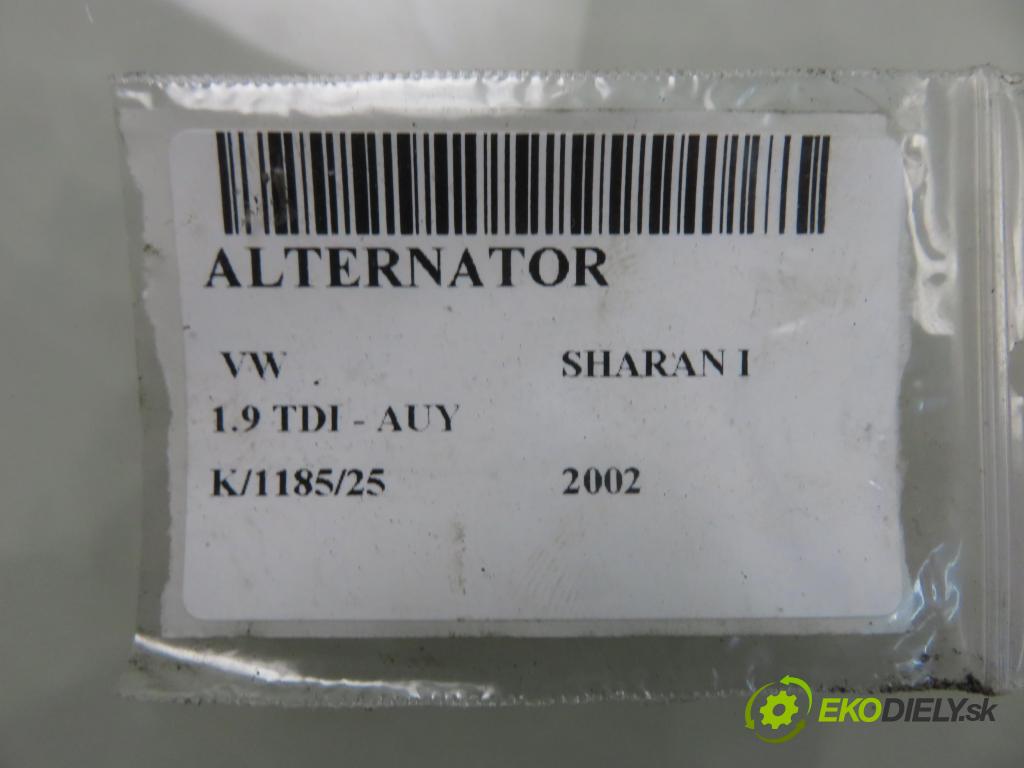 ALTERNATOR
VW SHARAN I
1.9 TDI - AUY
K/1185/25 2002
EKODIELY.sk